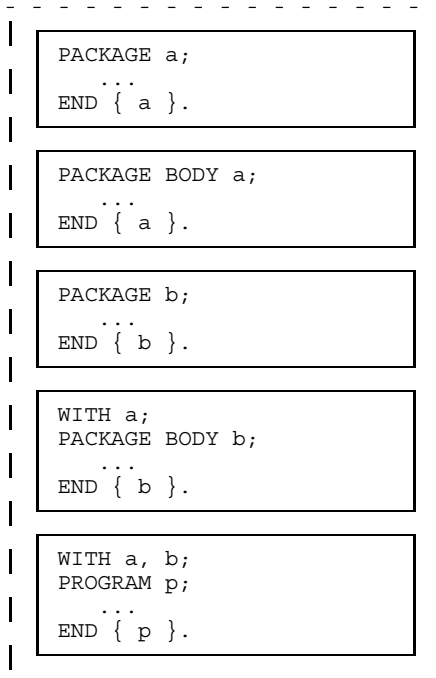 PACKAGE a;
...
END { a }.
PACKAGE BODY a;
...
END { a }.
PACKAGE b;
...
END { b }.
WITH a;
PACKAGE BODY b;
...
END { b }.
WITH a, b;
PROGRAM p;
...
END { p }.